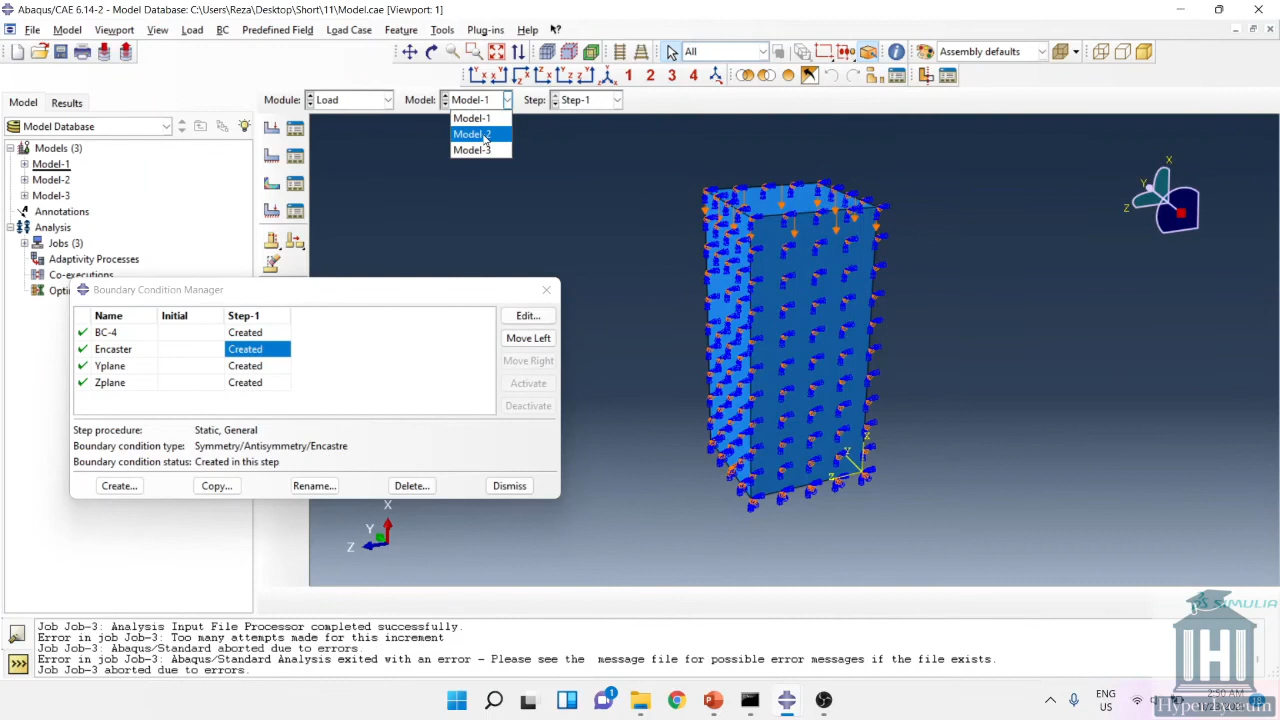 Abaqus/CAE 6.14-2 - Model Database: C:\Users\Reza\Desktop\Short\11\Model.cae [Viewport: 1]
File Model Viewport View Load BC Predefined Field Load Case Feature Tools Plug-ins Help
All Assembly defaults
1 2 3 4
Model Results
Module: Load Model: Model-1 Step: Step-1
Model-1
Model-2
Model-3
Model Database
Models (3)
Model-1
Model-2
Model-3
Annotations
Analysis
Jobs (3)
Adaptivity Processes
Co-executions
Opti
Boundary Condition Manager
Name Initial Step-1
BC-4 Created
Encaster Created
Yplane Created
Zplane Created
Edit...
Move Left
Move Right
Activate
Deactivate
Step procedure: Static, General
Boundary condition type: Symmetry/Antisymmetry/Encastre
Boundary condition status: Created in this step
Create... Copy... Rename... Delete... Dismiss
X
Y
Z
X
Y
Z
Z
Y
Z
SIMULIA
Job Job-3: Analysis Input File Processor completed successfully.
Error in job Job-3: Too many attempts made for this increment
Job Job-3: Abaqus/Standard aborted due to errors.
Error in job Job-3: Abaqus/Standard Analysis exited with an error - Please see the message file for possible error messages if the file exists.
Job Job-3 aborted due to errors.
H
1
ENG
US
2:50 AM
HyperLyceum